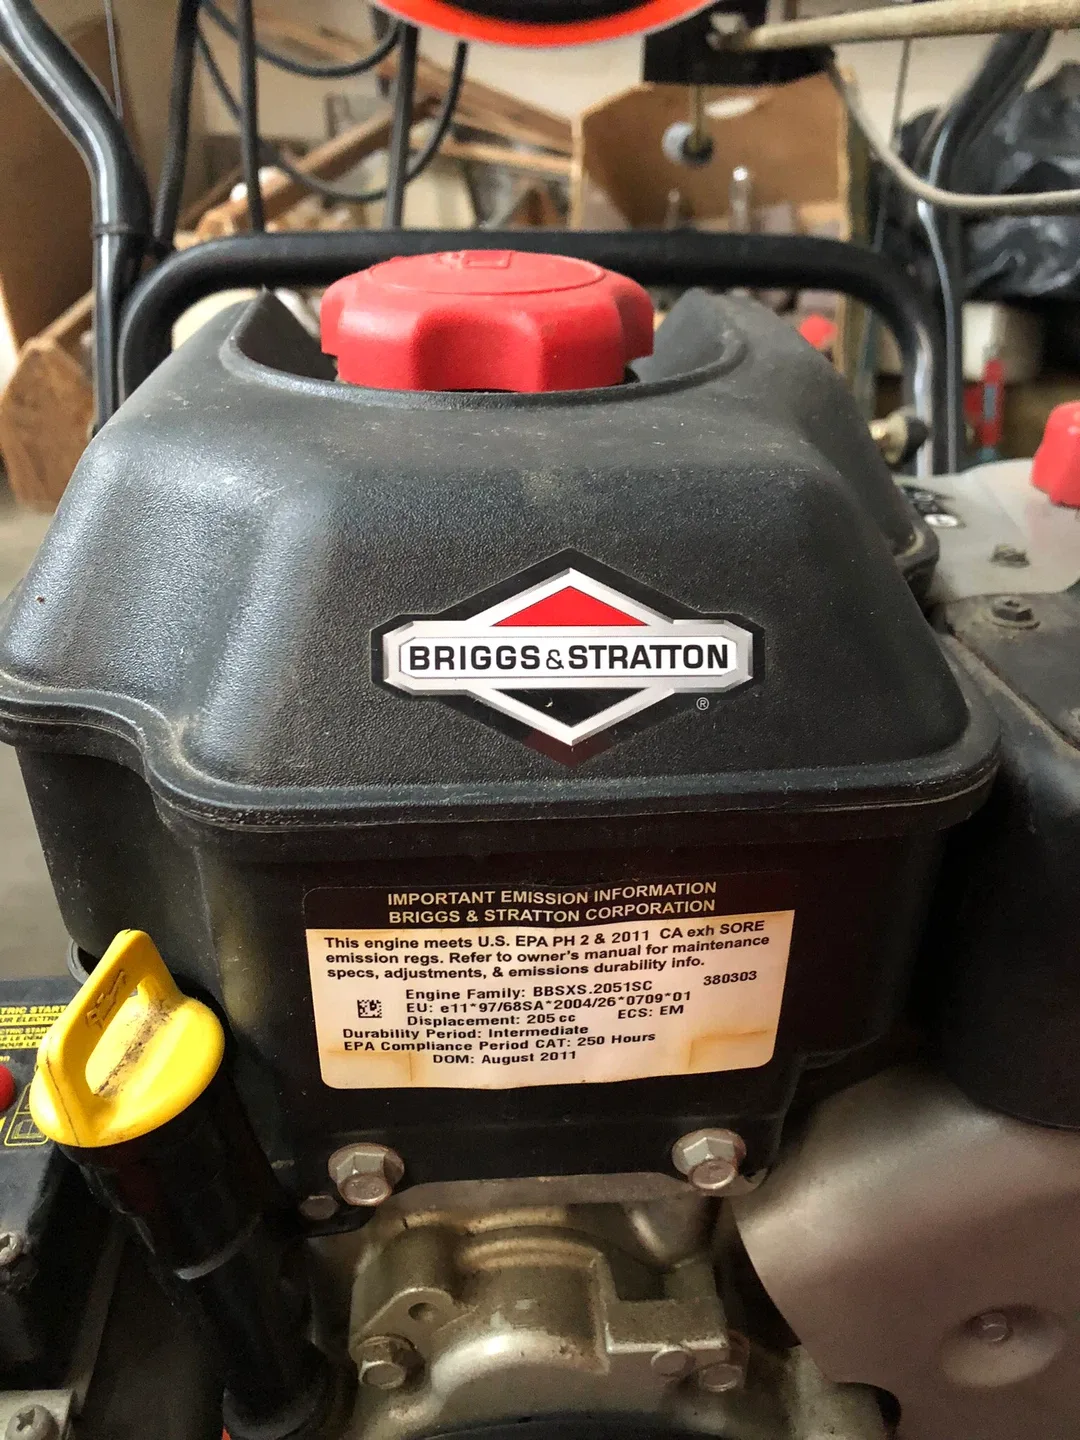 BRIGGS & STRATTON
®
IMPORTANT EMISSION INFORMATION
BRIGGS & STRATTON CORPORATION
This engine meets U.S. EPA PH 2 & 2011 CA exh SORE
emission regs. Refer to owner's manual for maintenance
specs, adjustments, & emissions durability info.
Engine Family: BBSXS.2051SC 380303
EU: e11*97/68SA*2004/26*0709*01
Displacement: 205 cc ECS: EM
Durability Period: Intermediate
EPA Compliance Period CAT: 250 Hours
DOM: August 2011
TRIC START